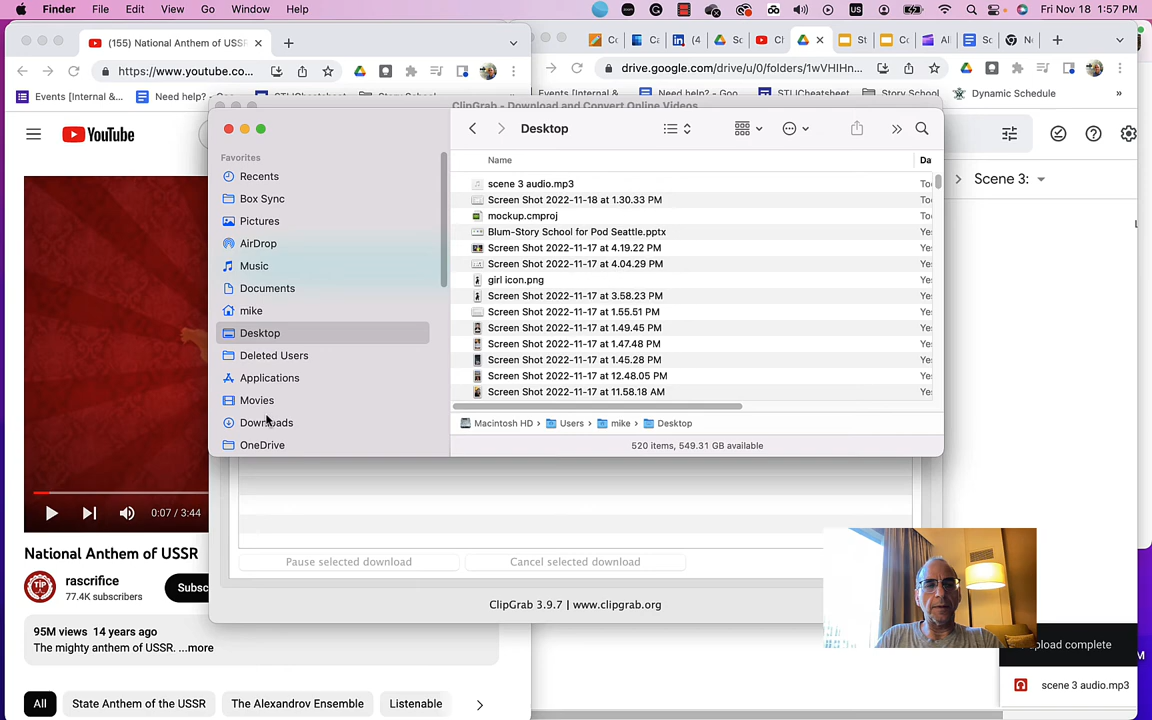 Finder File Edit View Go Window Help
US
Fri Nov 18 1:57 PM
(155) National Anthem of USSR
https://www.youtube.co...
Events [Internal &...
YouTube
0:07 / 3:44
National Anthem of USSR
rascrifice
77.4K subscribers
Subsc
95M views 14 years ago
The mighty anthem of USSR. ...more
All
State Anthem of the USSR
The Alexandrov Ensemble
Listenable
drive.google.com/drive/u/0/folders/1wVHIHn...
Dynamic Schedule
Scene 3:
ClipGrab - Download and Convert Online Videos
Favorites
Recents
Box Sync
Pictures
AirDrop
Music
Documents
mike
Desktop
Deleted Users
Applications
Movies
Downloads
OneDrive
Desktop
Name
Da
scene 3 audio.mp3
Screen Shot 2022-11-18 at 1.30.33 PM
mockup.cmproj
Blum-Story School for Pod Seattle.pptx
Screen Shot 2022-11-17 at 4.19.22 PM
Screen Shot 2022-11-17 at 4.04.29 PM
girl icon.png
Screen Shot 2022-11-17 at 3.58.23 PM
Screen Shot 2022-11-17 at 1.55.51 PM
Screen Shot 2022-11-17 at 1.49.45 PM
Screen Shot 2022-11-17 at 1.47.48 PM
Screen Shot 2022-11-17 at 1.45.28 PM
Screen Shot 2022-11-17 at 12.48.05 PM
Screen Shot 2022-11-17 at 11.58.18 AM
Macintosh HD › Users › mike › Desktop
520 items, 549.31 GB available
Pause selected download
Cancel selected download
ClipGrab 3.9.7 | www.clipgrab.org
upload complete
scene 3 audio.mp3